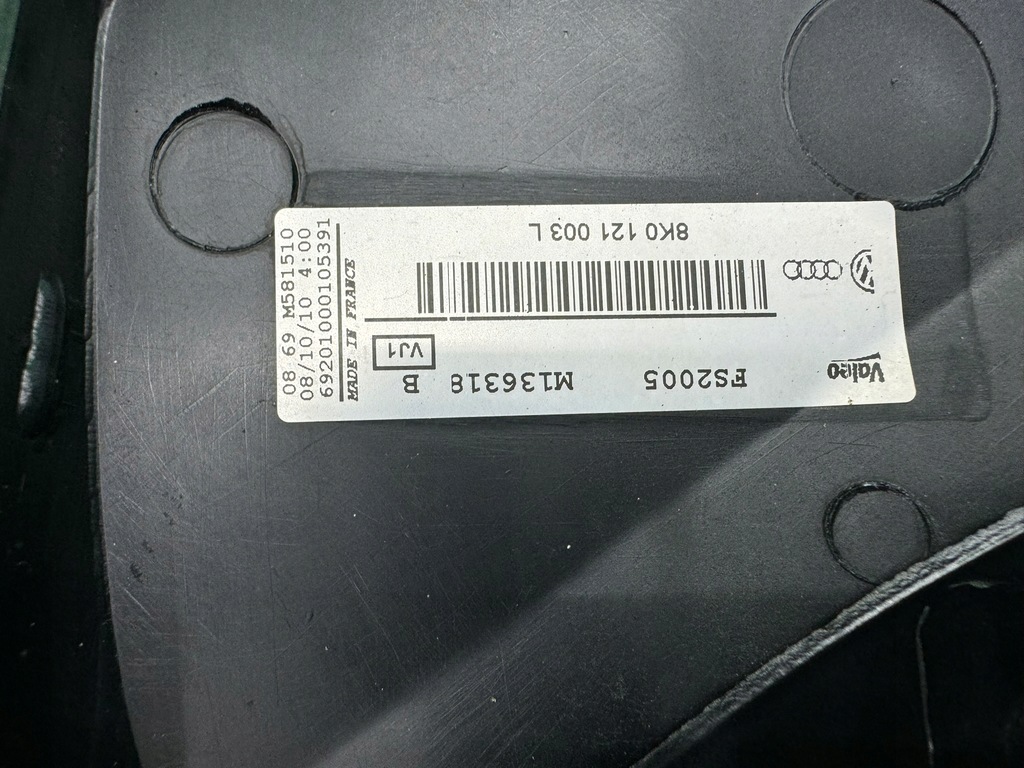 Valeo
FS2005 M136318 B
VJ1
8K0 121 003 L
08 69 M581510
08/10/10 4:00
69201000105391
MADE IN FRANCE